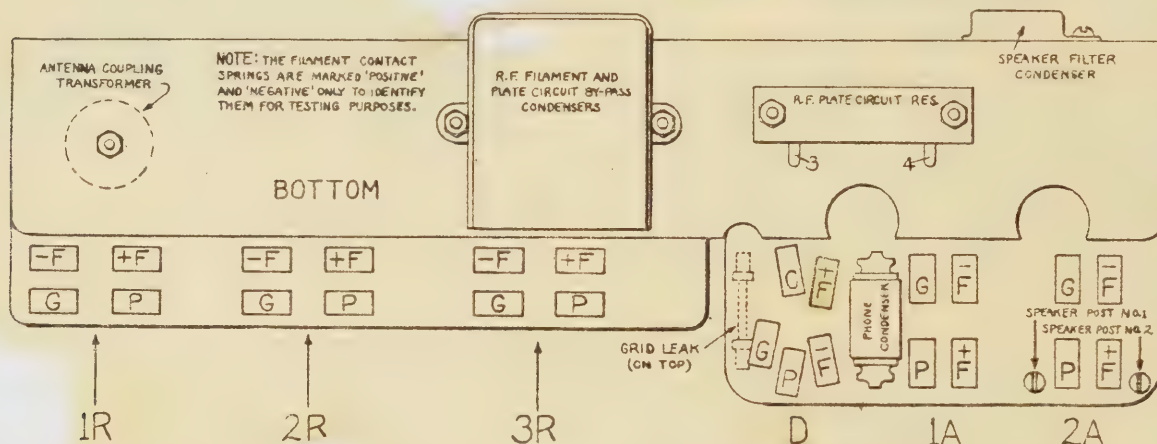 ANTENNA COUPLING
TRANSFORMER
NOTE: THE FILAMENT CONTACT
SPRINGS ARE MARKED 'POSITIVE'
AND 'NEGATIVE' ONLY TO IDENTIFY
THEM FOR TESTING PURPOSES.
R.F. FILAMENT AND
PLATE CIRCUIT BY-PASS
CONDENSERS
SPEAKER FILTER
CONDENSER
R.F. PLATE CIRCUIT RES.
3
4
BOTTOM
-F
+F
-F
+F
-F
+F
G
P
G
P
G
P
C
+F
G
-F
G
-F
PHONE
CONDENSER
GRID LEAK
(ON TOP)
G
P
-F
P
+F
SPEAKER POST NO.1
SPEAKER POST NO.2
P
+F
1R
2R
3R
D
1A
2A